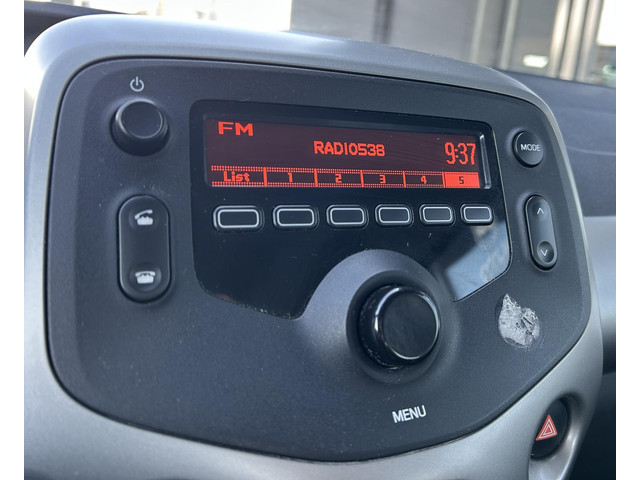 FM
RADIO538
9:37
List 1 2 3 4 5
MODE
MENU